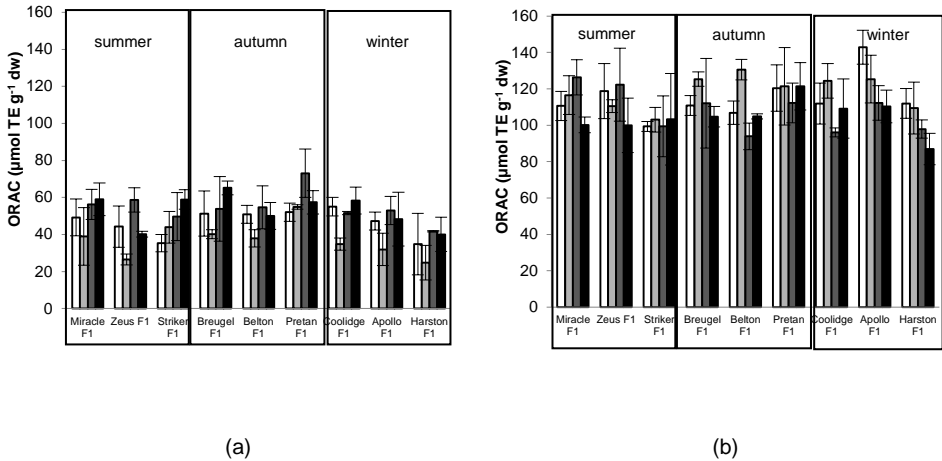 160
140
120
100
80
60
40
20
0
ORAC (µmol TE g⁻¹ dw)
summer
autumn
winter
Miracle F1
Zeus F1
Striker F1
Breugel F1
Belton F1
Pretan F1
Coolidge F1
Apollo F1
Harston F1
(a)
160
140
120
100
80
60
40
20
0
ORAC (µmol TE g⁻¹ dw)
summer
autumn
winter
Miracle F1
Zeus F1
Striker F1
Breugel F1
Belton F1
Pretan F1
Coolidge F1
Apollo F1
Harston F1
(b)